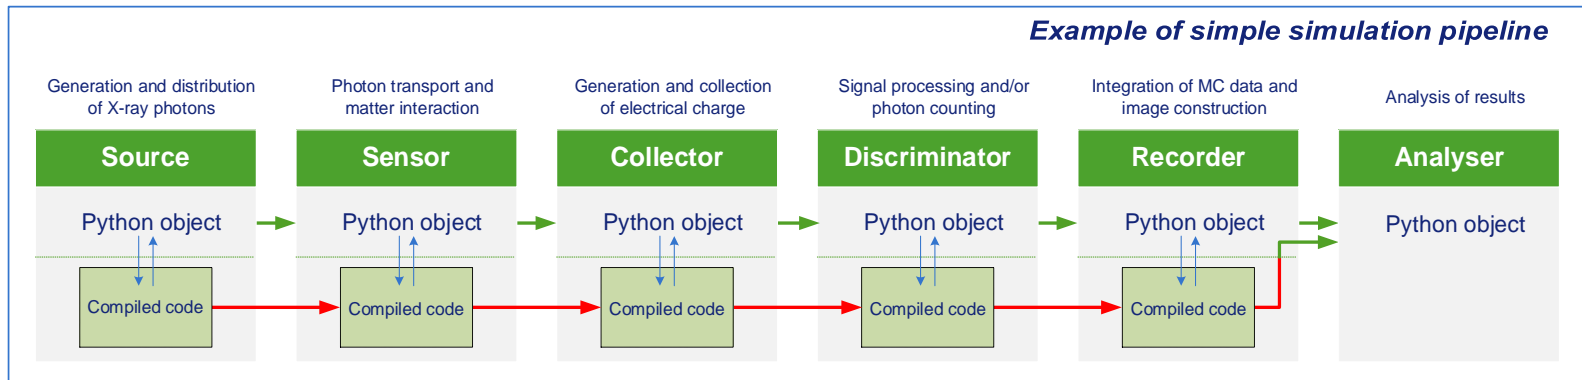 Example of simple simulation pipeline
Generation and distribution
of X-ray photons
Photon transport and
matter interaction
Generation and collection
of electrical charge
Signal processing and/or
photon counting
Integration of MC data and
image construction
Analysis of results
Source
Sensor
Collector
Discriminator
Recorder
Analyser
Python object
Python object
Python object
Python object
Python object
Python object
Compiled code
Compiled code
Compiled code
Compiled code
Compiled code